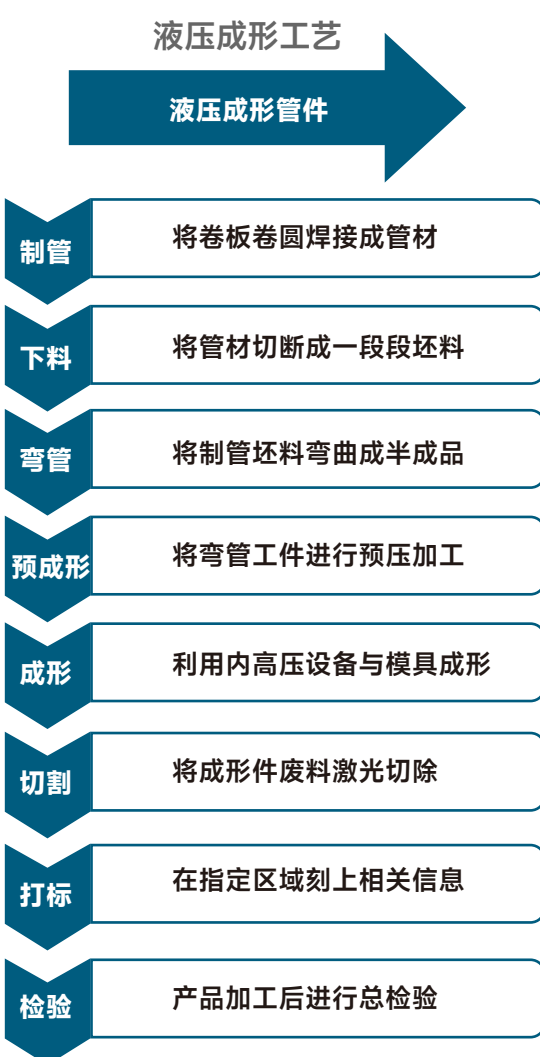 液压成形工艺
液压成形管件
制管
将卷板卷圆焊接成管材
下料
将管材切断成一段段坯料
弯管
将制管坯料弯曲成半成品
预成形
将弯管工件进行预压加工
成形
利用内高压设备与模具成形
切割
将成形件废料激光切除
打标
在指定区域刻上相关信息
检验
产品加工后进行总检验